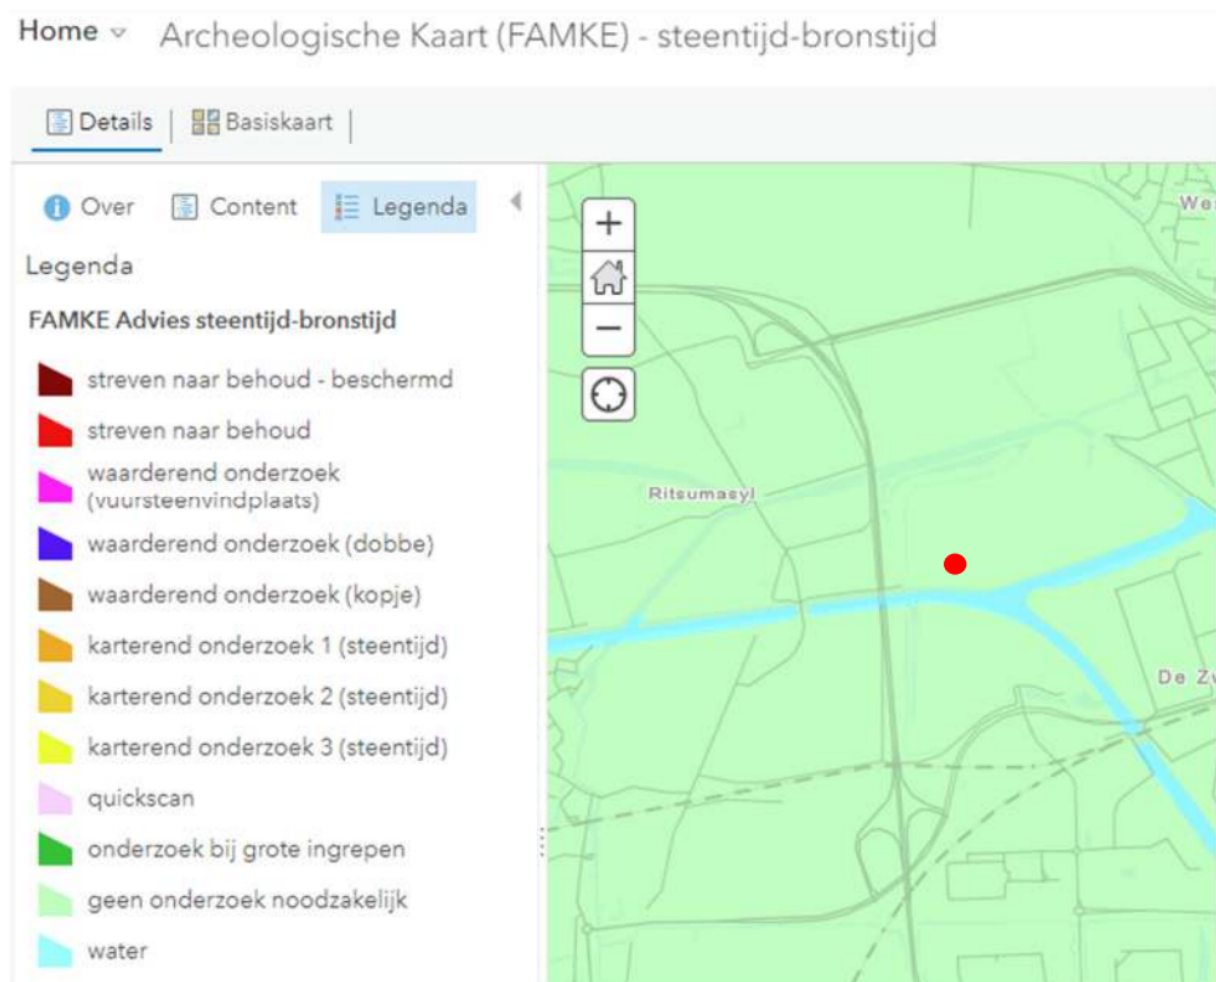 Home Archeologische Kaart (FAMKE) - steentijd-bronstijd
Details | Basiskaart |
Over Content Legenda
Legenda
FAMKE Advies steentijd-bronstijd
streven naar behoud - beschermd
streven naar behoud
waarderend onderzoek
(vuursteenvindplaats)
waarderend onderzoek (dobbe)
waarderend onderzoek (kopje)
karterend onderzoek 1 (steentijd)
karterend onderzoek 2 (steentijd)
karterend onderzoek 3 (steentijd)
quickscan
onderzoek bij grote ingrepen
geen onderzoek noodzakelijk
water
+
−
Ritsumasyl
De